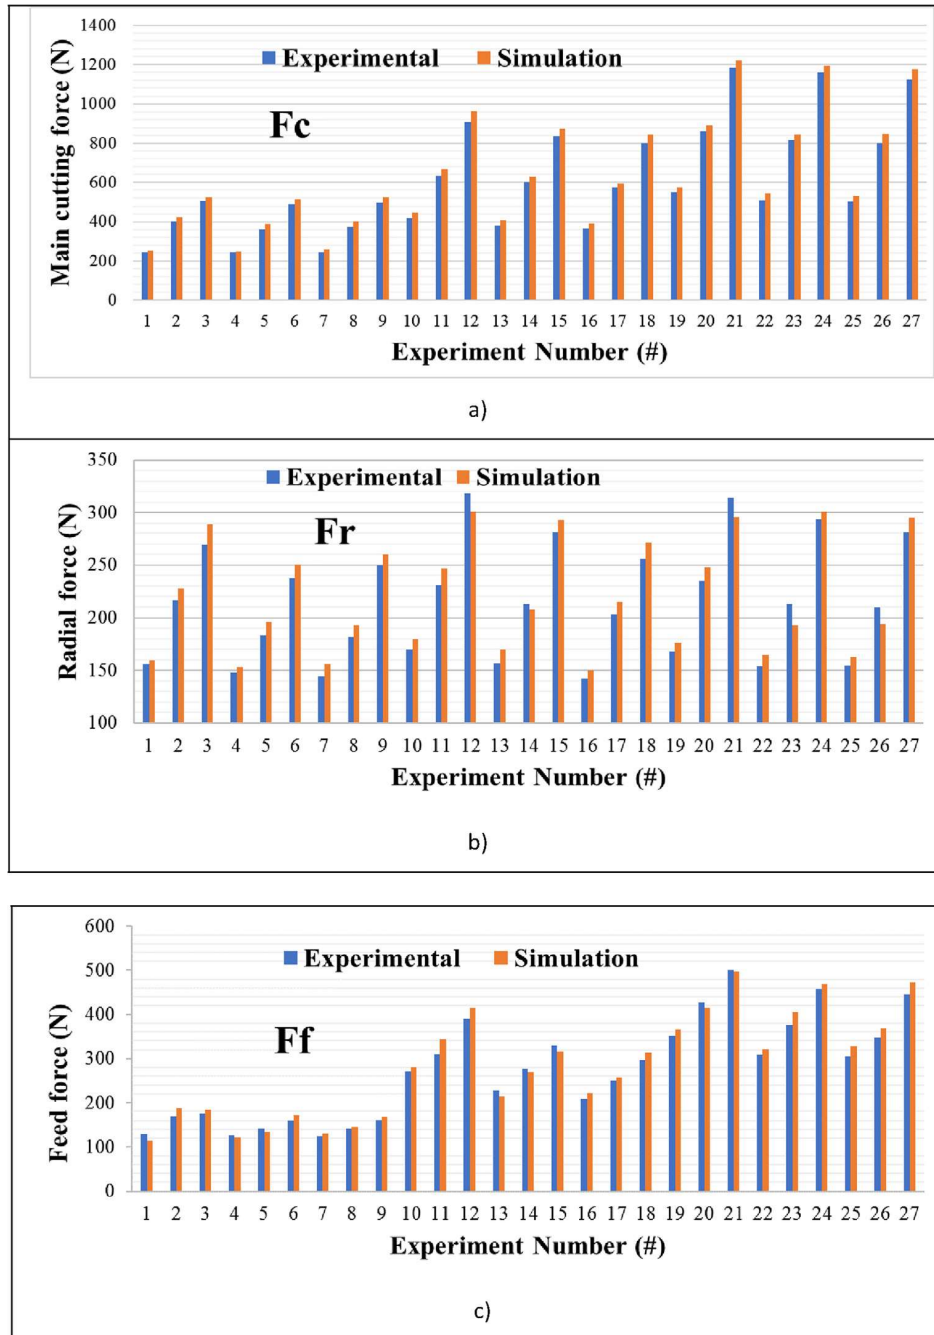 1400
1200
1000
800
600
400
200
0
Main cutting force (N)
Experimental Simulation
Fc
1 2 3 4 5 6 7 8 9 10 11 12 13 14 15 16 17 18 19 20 21 22 23 24 25 26 27
Experiment Number (#)
a)
350
300
250
200
150
100
Radial force (N)
Experimental Simulation
Fr
1 2 3 4 5 6 7 8 9 10 11 12 13 14 15 16 17 18 19 20 21 22 23 24 25 26 27
Experiment Number (#)
b)
600
500
400
300
200
100
0
Feed force (N)
Experimental Simulation
Ff
1 2 3 4 5 6 7 8 9 10 11 12 13 14 15 16 17 18 19 20 21 22 23 24 25 26 27
Experiment Number (#)
c)